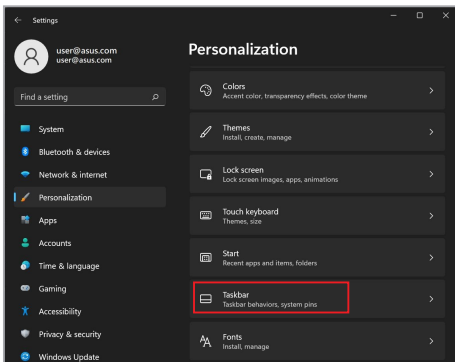 Settings
user@asus.com
user@asus.com
Find a setting
System
Bluetooth & devices
Network & internet
Personalization
Apps
Accounts
Time & language
Gaming
Accessibility
Privacy & security
Windows Update
Personalization
Colors
Accent color, transparency effects, color theme
Themes
Install, create, manage
Lock screen
Lock screen images, apps, animations
Touch keyboard
Themes, size
Start
Recent apps and items, folders
Taskbar
Taskbar behaviors, system pins
Fonts
Install, manage